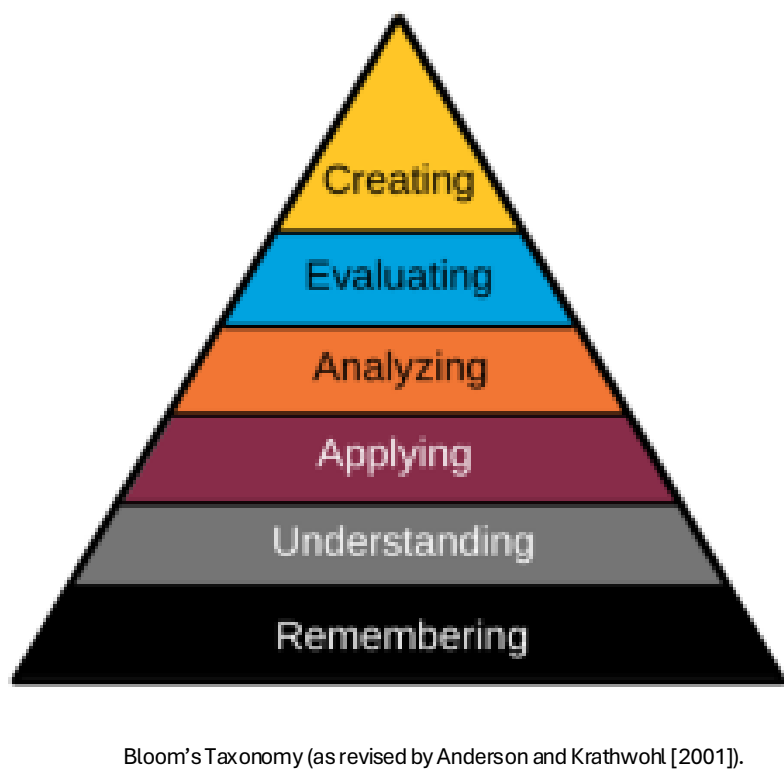 Creating
Evaluating
Analyzing
Applying
Understanding
Remembering
Bloom’s Taxonomy (as revised by Anderson and Krathwohl [2001]).